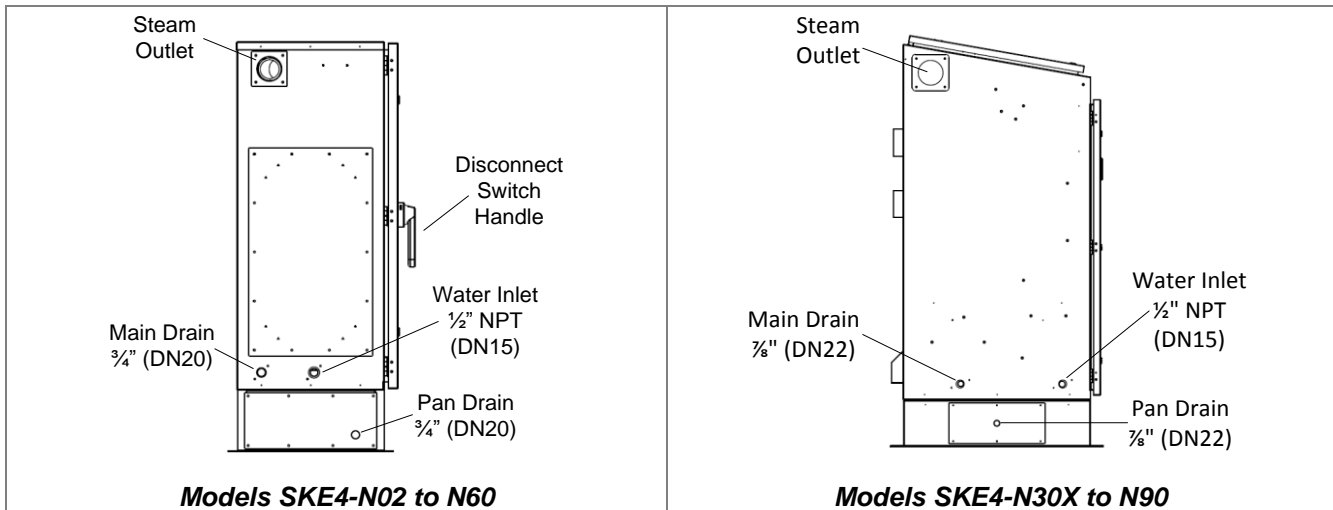 Steam
Outlet
Disconnect
Switch
Handle
Water Inlet
½” NPT
(DN15)
Main Drain
¾” (DN20)
Pan Drain
¾” (DN20)
Models SKE4-N02 to N60
Steam
Outlet
Water Inlet
½" NPT
(DN15)
Main Drain
⅞" (DN22)
Pan Drain
⅞" (DN22)
Models SKE4-N30X to N90